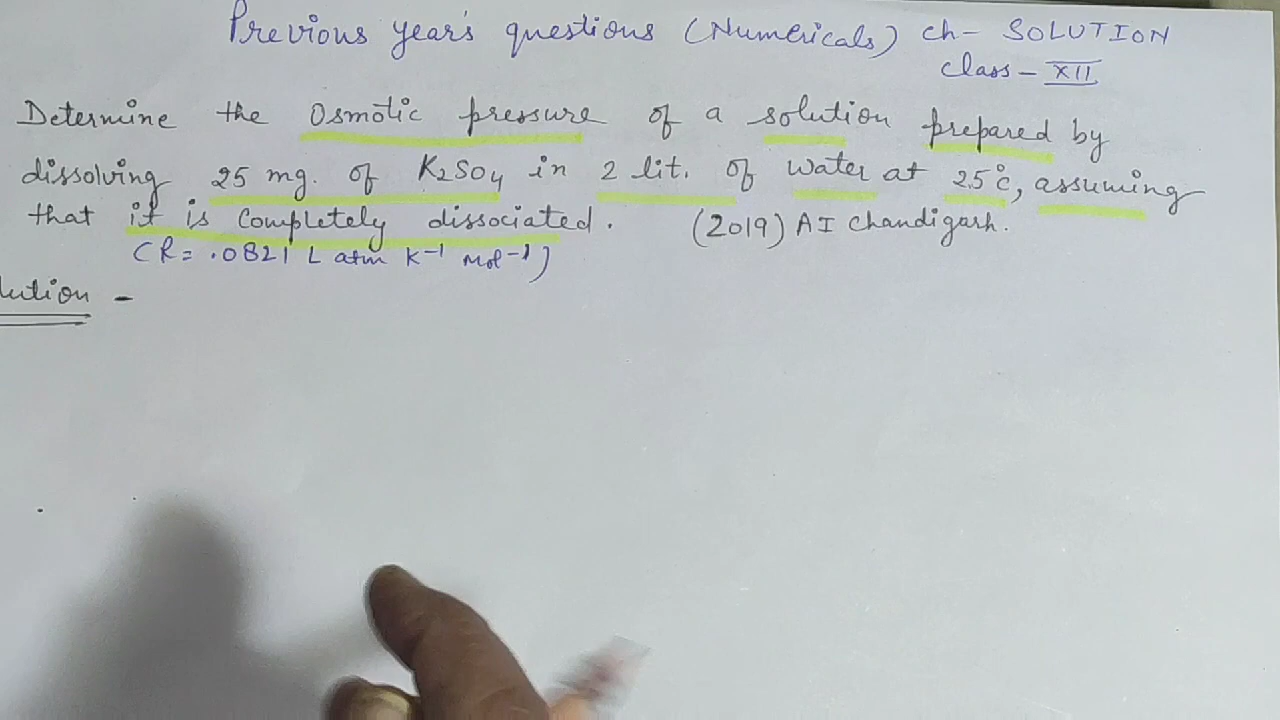 Previous year's questions (Numericals) ch- SOLUTION
Class - XII
Determine the Osmotic pressure of a solution prepared by
dissolving 25 mg. of K2SO4 in 2 lit. of water at 25°c, assuming
that it is completely dissociated. (2019) AI Chandigarh.
(R= .0821 L atm K⁻¹ mol⁻¹)
lution -